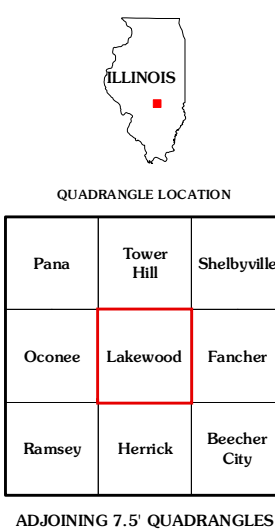 ILLINOIS
QUADRANGLE LOCATION
Pana
Tower
Hill
Shelbyville
Oconee
Lakewood
Fancher
Ramsey
Herrick
Beecher
City
ADJOINING 7.5' QUADRANGLES